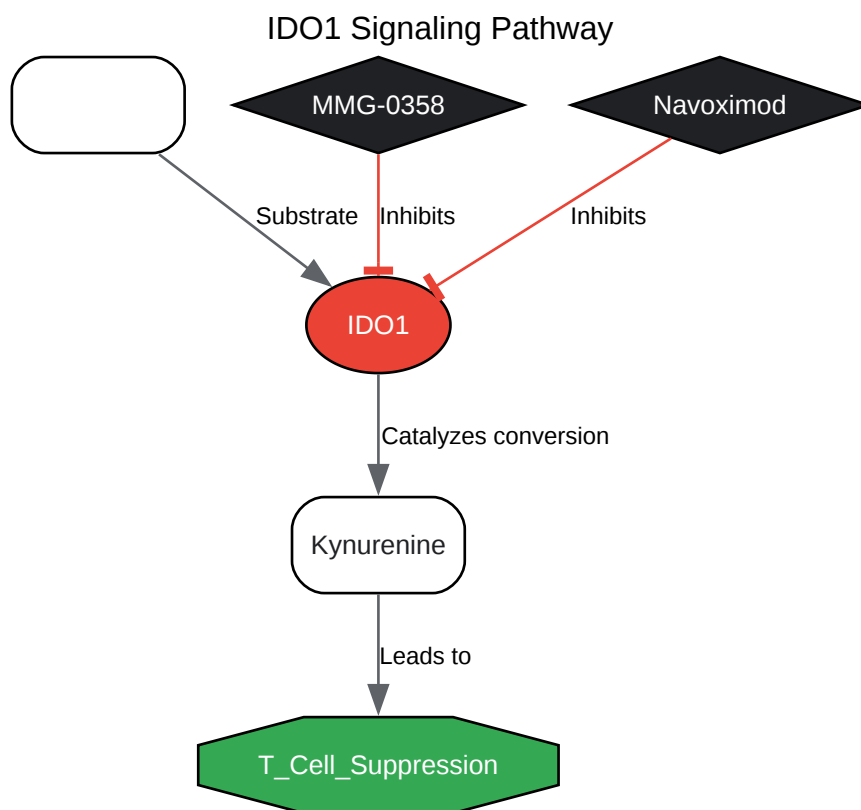 IDO1 Signaling Pathway
MMG-0358
Navoximod
Substrate
Inhibits
Inhibits
IDO1
Catalyzes conversion
Kynurenine
Leads to
T_Cell_Suppression